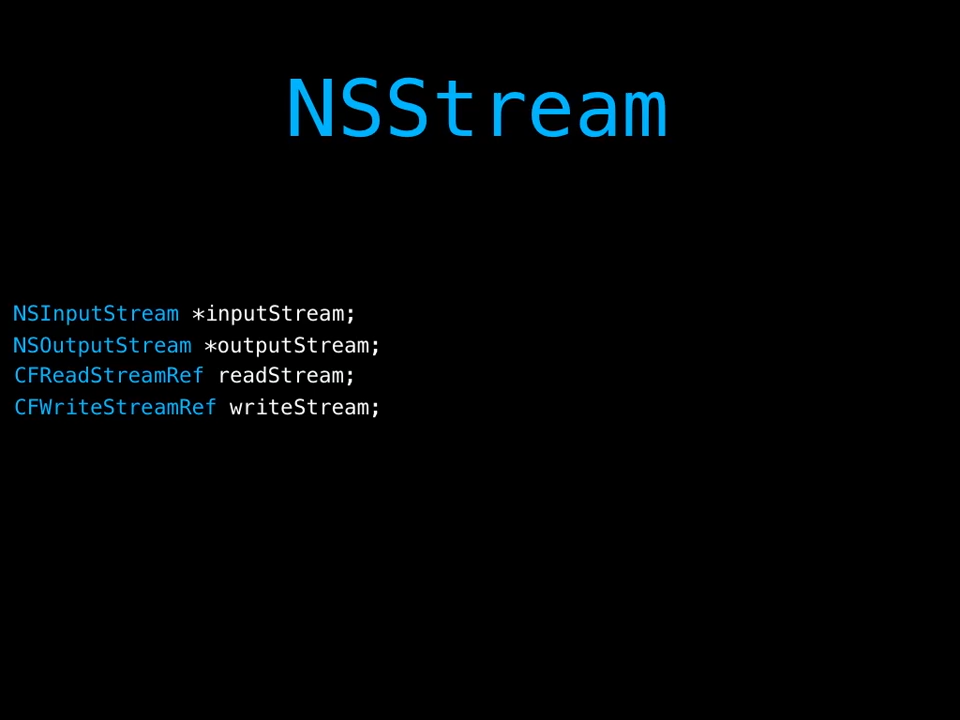 NSStream
NSInputStream *inputStream;
NSOutputStream *outputStream;
CFReadStreamRef readStream;
CFWriteStreamRef writeStream;